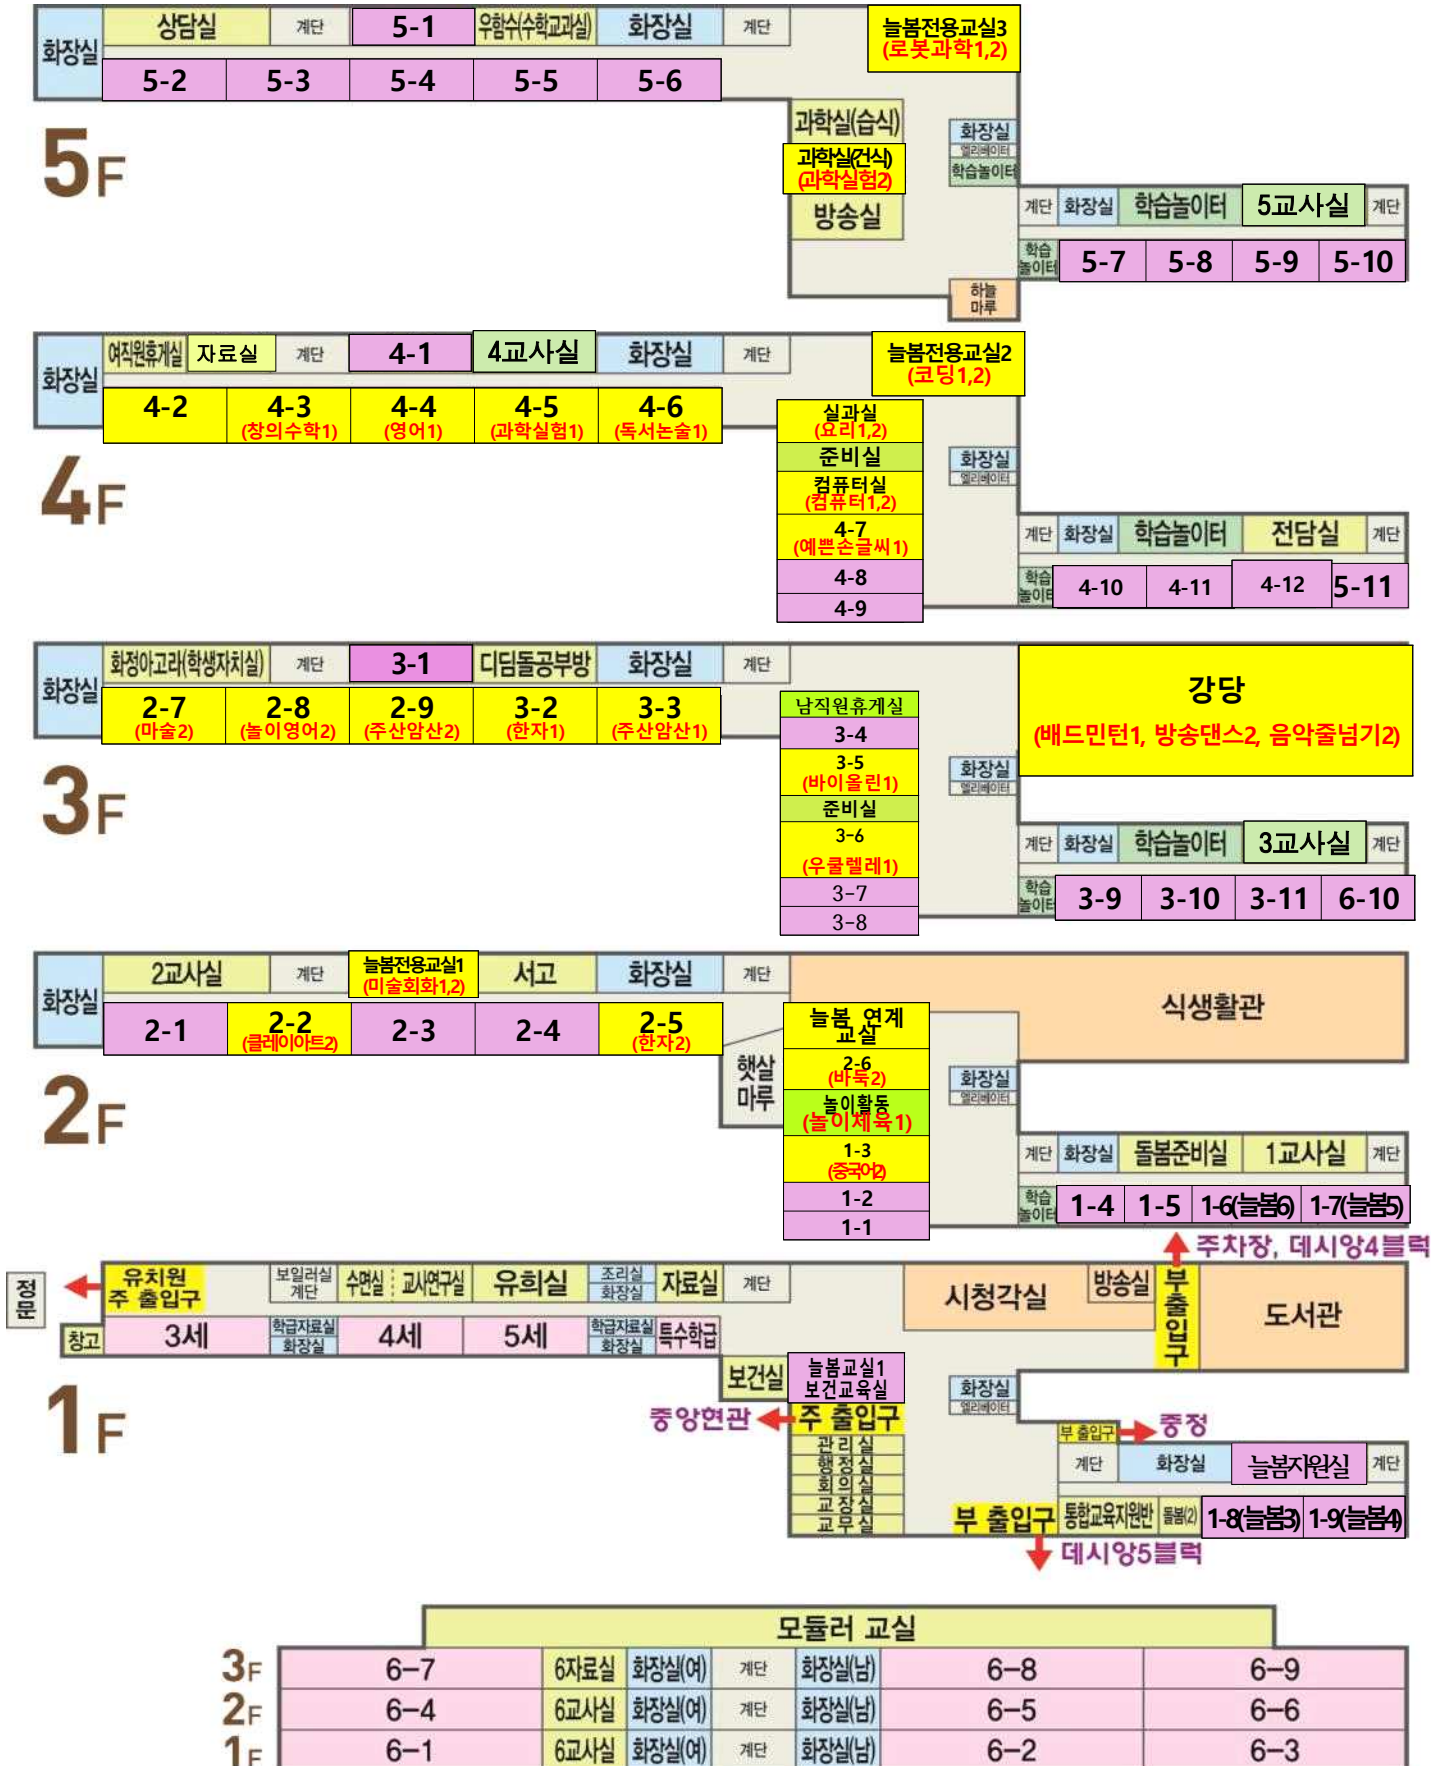 화장실
상담실
계단
5-1
우함수(수학교과실)
화장실
계단
늘봄전용교실3
(로봇과학1,2)
5-2
5-3
5-4
5-5
5-6
5F
과학실(습식)
과학실(건식)
(과학실험2)
방송실
화장실
엘리베이터
학습놀이터
계단
화장실
학습놀이터
5교사실
계단
학습
놀이터
5-7
5-8
5-9
5-10
하늘
마루
화장실
여직원휴게실
자료실
계단
4-1
4교사실
화장실
계단
늘봄전용교실2
(코딩1,2)
4-2
4-3
(창의수학1)
4-4
(영어1)
4-5
(과학실험1)
4-6
(독서논술1)
4F
실과실
(요리1,2)
준비실
컴퓨터실
(컴퓨터1,2)
4-7
(예쁜손글씨1)
4-8
4-9
화장실
엘리베이터
계단
화장실
학습놀이터
전담실
계단
학습
놀이터
4-10
4-11
4-12
5-11
화장실
화정아고라(학생자치실)
계단
3-1
디딤돌공부방
화장실
계단
2-7
(마술2)
2-8
(놀이영어2)
2-9
(주산암산2)
3-2
(한자1)
3-3
(주산암산1)
3F
남직원휴게실
3-4
3-5
(바이올린1)
준비실
3-6
(우쿨렐레1)
3-7
3-8
화장실
엘리베이터
강당
(배드민턴1, 방송댄스2, 음악줄넘기2)
계단
화장실
학습놀이터
3교사실
계단
학습
놀이터
3-9
3-10
3-11
6-10
화장실
2교사실
계단
늘봄전용교실1
(미술회화1,2)
서고
화장실
계단
식생활관
2-1
2-2
(클레이아트2)
2-3
2-4
2-5
(한자2)
2F
햇살
마루
늘봄 연계
교실
2-6
(바둑2)
놀이활동
(놀이체육1)
1-3
(중국어2)
1-2
1-1
화장실
엘리베이터
계단
화장실
돌봄준비실
1교사실
계단
학습
놀이터
1-4
1-5
1-6(늘봄6)
1-7(늘봄5)
주차장, 데시앙4블럭
정문
유치원
주 출입구
보일러실
계단
수면실
교사연구실
유희실
조리실
화장실
자료실
계단
시청각실
방송실
부출입구
도서관
창고
3세
학급자료실
화장실
4세
5세
학급자료실
화장실
특수학급
1F
보건실
늘봄교실1
보건교육실
중앙현관
주 출입구
관리실
행정실
회의실
교장실
교무실
화장실
엘리베이터
부 출입구
중정
계단
화장실
늘봄지원실
계단
부 출입구
통합교육지원반
돌봄(2)
1-8(늘봄3)
1-9(늘봄4)
데시앙5블럭
모듈러 교실
3F
6-7
6자료실
화장실(여)
계단
화장실(남)
6-8
6-9
2F
6-4
6교사실
화장실(여)
계단
화장실(남)
6-5
6-6
1F
6-1
6교사실
화장실(여)
계단
화장실(남)
6-2
6-3